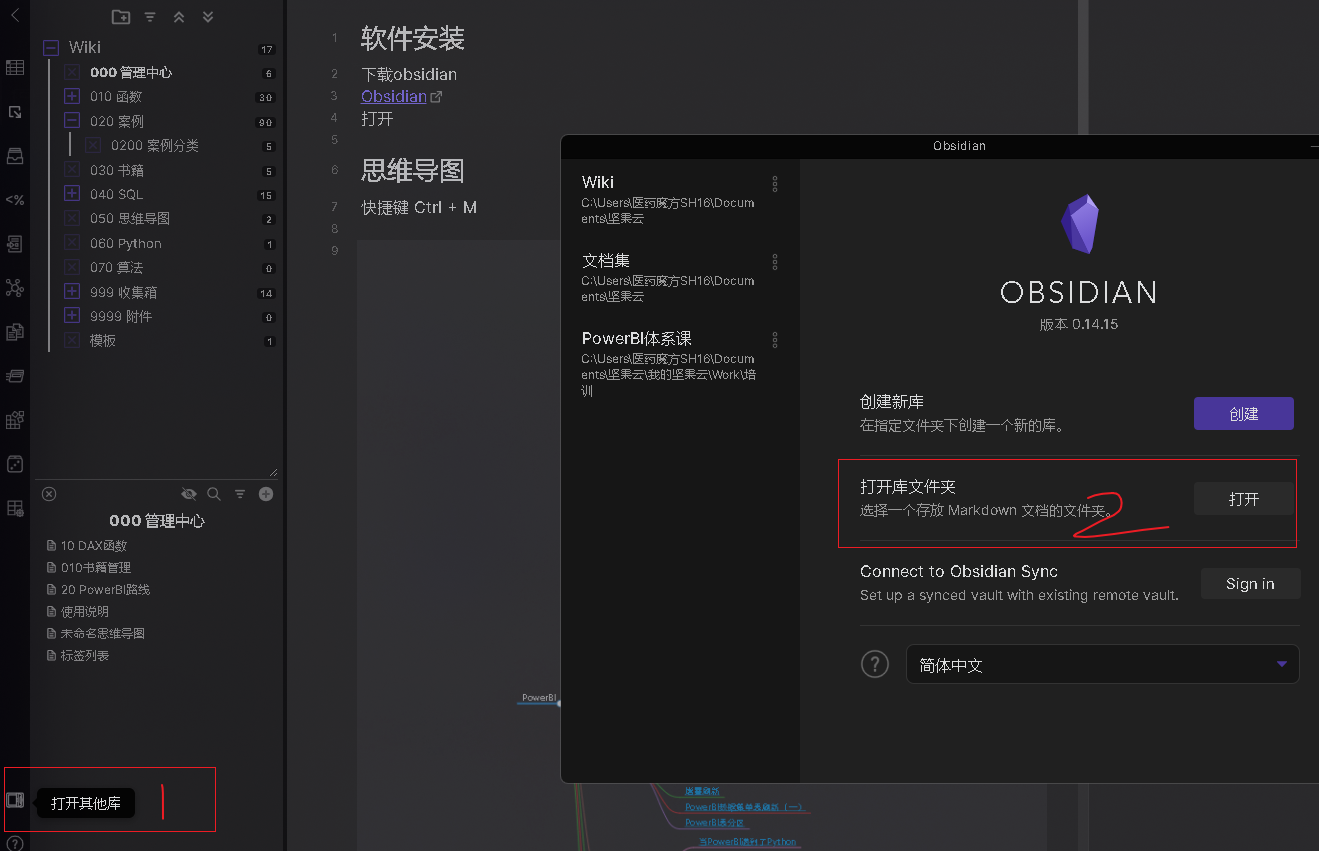 Wiki
17
000 管理中心
6
010 函数
30
020 案例
90
0200 案例分类
5
030 书籍
5
040 SQL
15
050 思维导图
2
060 Python
1
070 算法
0
999 收集箱
14
9999 附件
0
模板
1
000 管理中心
10 DAX函数
010书籍管理
20 PowerBI路线
使用说明
未命名思维导图
标签列表
打开其他库
1
1
软件安装
2
下载obsidian
3
Obsidian
4
打开
5
6
思维导图
7
快捷键 Ctrl + M
8
9
PowerBI
Obsidian
Wiki
C:\Users\医药魔方SH16\Docum
ents\坚果云
文档集
C:\Users\医药魔方SH16\Docum
ents\坚果云
PowerBI体系课
C:\Users\医药魔方SH16\Docum
ents\坚果云\我的坚果云\Work\培
训
OBSIDIAN
版本 0.14.15
创建新库
在指定文件夹下创建一个新的库。
创建
打开库文件夹
选择一个存放 Markdown 文档的文件夹。
打开
2
Connect to Obsidian Sync
Set up a synced vault with existing remote vault.
Sign in
?
简体中文
增量刷新
PowerBI数据集单表刷新（一）
PowerBI表分区
当PowerBI遇到了Python
?